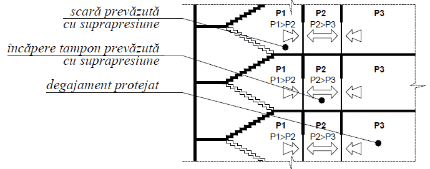 scară prevăzută
cu suprapresiune
încăpere tampon prevăzută
cu suprapresiune
degajament protejat
P1 P2 P3
P1>P2 P2>P3
P1 P2 P3
P1>P2 P2>P3
P1 P2 P3
P1>P2 P2>P3